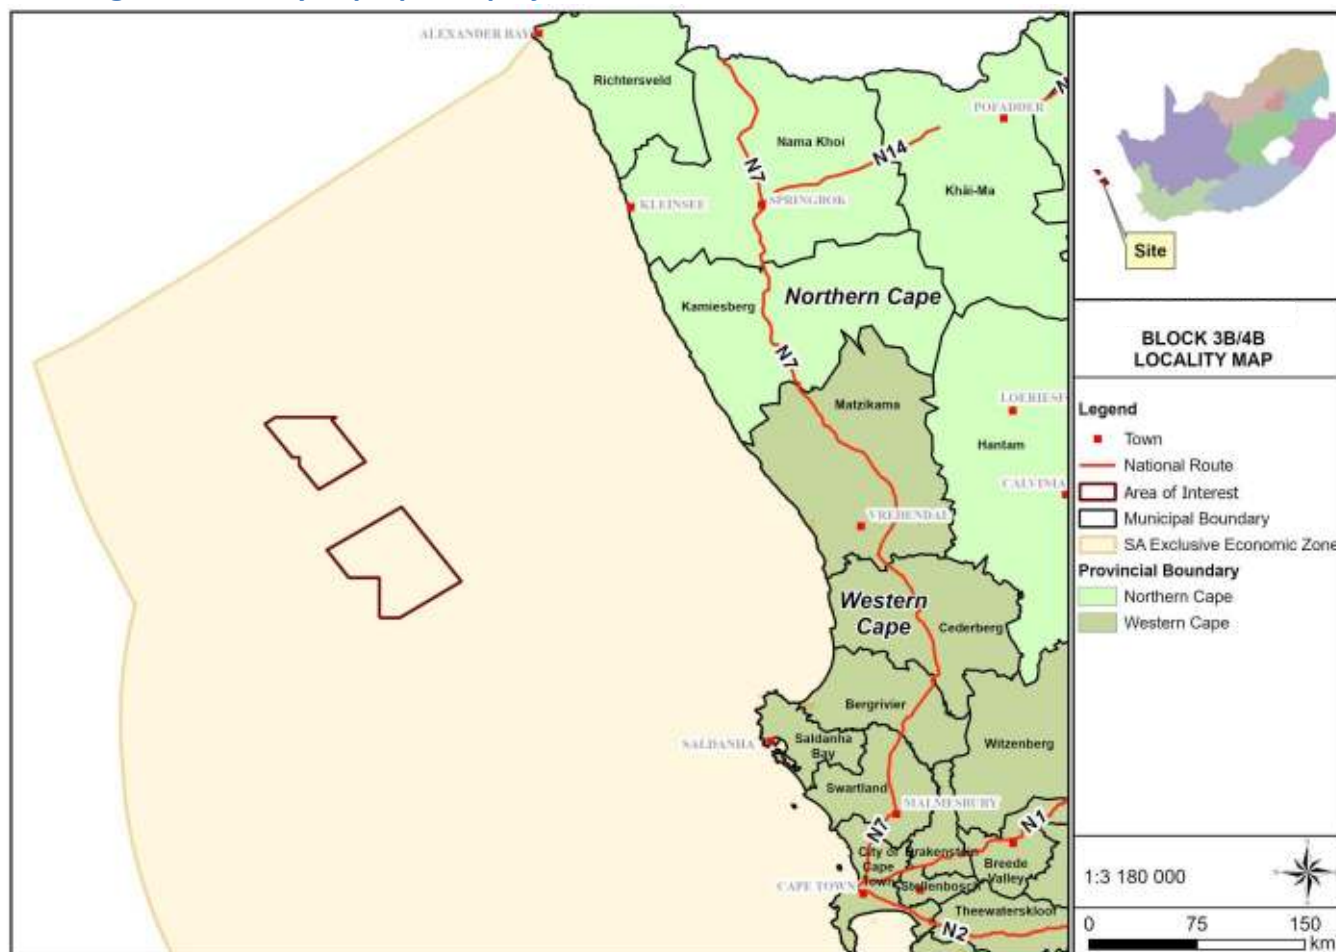 ALEXANDER BAY
Richtersveld
POFADDER
Nama Khoi
N7
N14
Khâi-Ma
KLEINSEE
SPRINGBOK
Kamiesberg
Northern Cape
N7
Matzikama
LOERIESF
Hantam
CALVINIA
VREDENDAL
Western
Cape
Cederberg
Bergrivier
SALDANHA
Saldanha
Bay
Witzenberg
Swartland
MALMESBURY
N7
N1
City of
Cape
Town
Drakenstein
Breede
Valley
CAPE TOWN
Stellenbosch
Theewaterskloof
N2
Site
BLOCK 3B/4B
LOCALITY MAP
Legend
Town
National Route
Area of Interest
Municipal Boundary
SA Exclusive Economic Zone
Provincial Boundary
Northern Cape
Western Cape
1:3 180 000
0 75 150
km